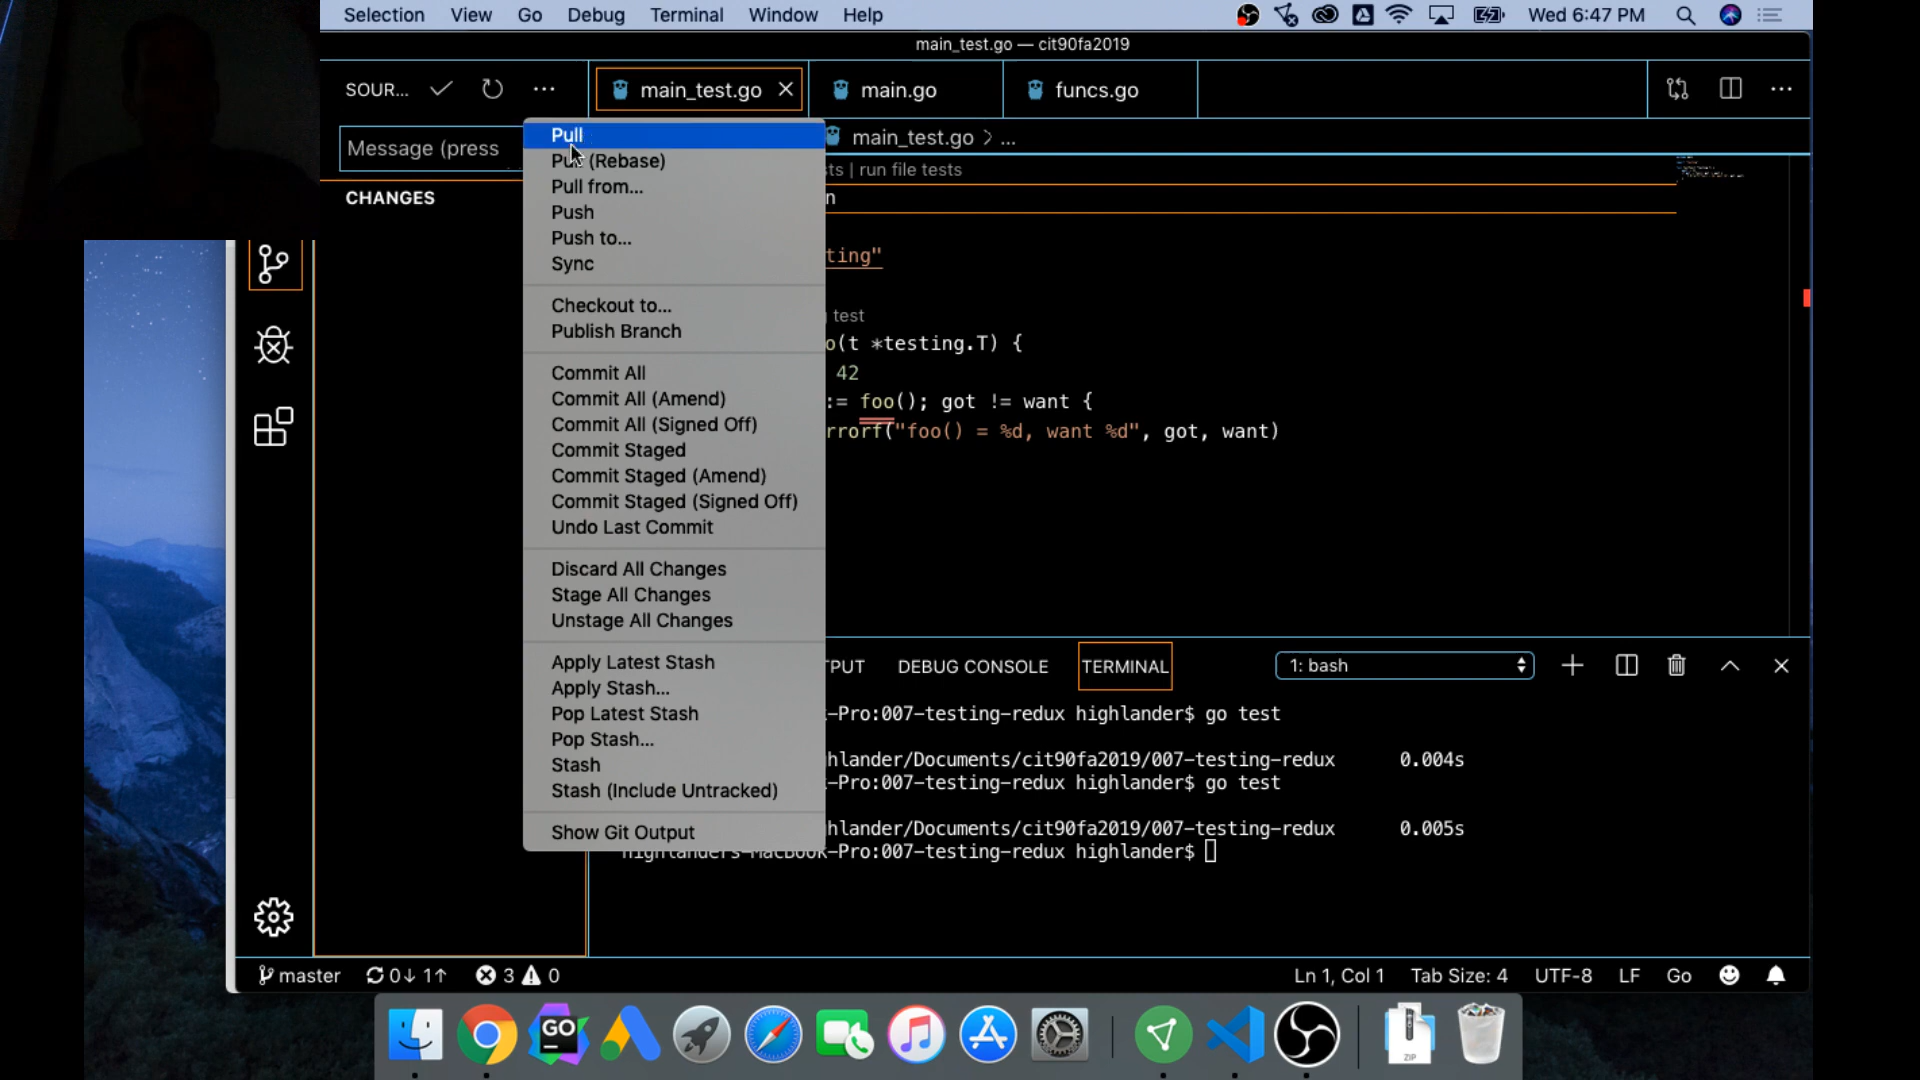 Selection View Go Debug Terminal Window Help Wed 6:47 PM
main_test.go — cit90fa2019
SOUR... main_test.go main.go funcs.go
Message (press
main_test.go > ...
CHANGES
Pull
(Rebase)
Pull from...
Push
Push to...
Sync
Checkout to...
Publish Branch
Commit All
Commit All (Amend)
Commit All (Signed Off)
Commit Staged
Commit Staged (Amend)
Commit Staged (Signed Off)
Undo Last Commit
Discard All Changes
Stage All Changes
Unstage All Changes
Apply Latest Stash
Apply Stash...
Pop Latest Stash
Pop Stash...
Stash
Stash (Include Untracked)
Show Git Output
sts | run file tests
n
ting"
test
o(t *testing.T) {
42
:= foo(); got != want {
rrorf("foo() = %d, want %d", got, want)
PUT DEBUG CONSOLE TERMINAL 1: bash
-Pro:007-testing-redux highlander$ go test
hlander/Documents/cit90fa2019/007-testing-redux 0.004s
-Pro:007-testing-redux highlander$ go test
hlander/Documents/cit90fa2019/007-testing-redux 0.005s
highlanders-MacBook-Pro:007-testing-redux highlander$
master 0↓ 1↑ 3 0 Ln 1, Col 1 Tab Size: 4 UTF-8 LF Go
GO
ZIP